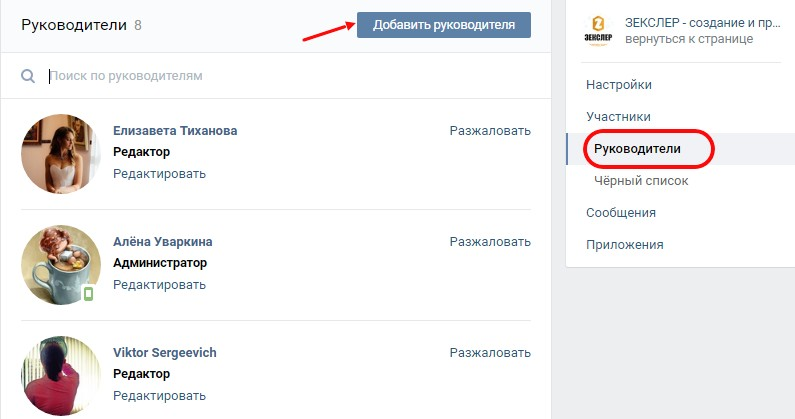 Руководители 8
Добавить руководителя
Поиск по руководителям
Елизавета Тиханова
Разжаловать
Редактор
Редактировать
Алёна Уваркина
Разжаловать
Администратор
Редактировать
Viktor Sergeevich
Разжаловать
Редактор
Редактировать
ЗЕКСЛЕР
ЗЕКСЛЕР - создание и пр...
вернуться к странице
Настройки
Участники
Руководители
Чёрный список
Сообщения
Приложения